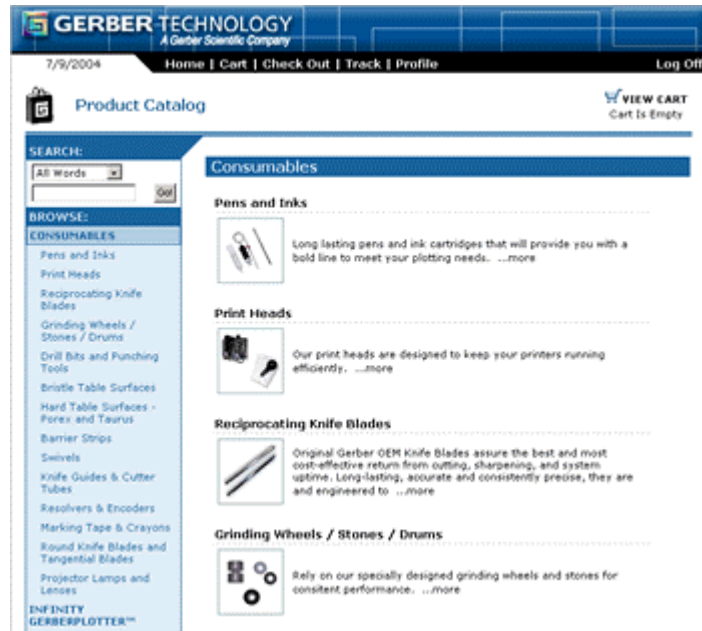 GERBER TECHNOLOGY
A Gerber Scientific Company
7/9/2004
Home | Cart | Check Out | Track | Profile
Log Off
Product Catalog
VIEW CART
Cart Is Empty
SEARCH:
All Words
Go!
BROWSE:
CONSUMABLES
Pens and Inks
Print Heads
Reciprocating Knife
Blades
Grinding Wheels /
Stones / Drums
Drill Bits and Punching
Tools
Bristle Table Surfaces
Hard Table Surfaces -
Porex and Taurus
Barrier Strips
Swivels
Knife Guides & Cutter
Tubes
Resolvers & Encoders
Marking Tape & Crayons
Round Knife Blades and
Tangential Blades
Projector Lamps and
Lenses
INFINITY
GERBERPLOTTER™
Consumables
Pens and Inks
Long lasting pens and ink cartridges that will provide you with a
bold line to meet your plotting needs. ...more
Print Heads
Our print heads are designed to keep your printers running
efficiently. ...more
Reciprocating Knife Blades
Original Gerber OEM Knife Blades assure the best and most
cost-effective return from cutting, sharpening, and system
uptime. Long-lasting, accurate and consistently precise, they are
and engineered to ...more
Grinding Wheels / Stones / Drums
Rely on our specially designed grinding wheels and stones for
consitent performance. ...more